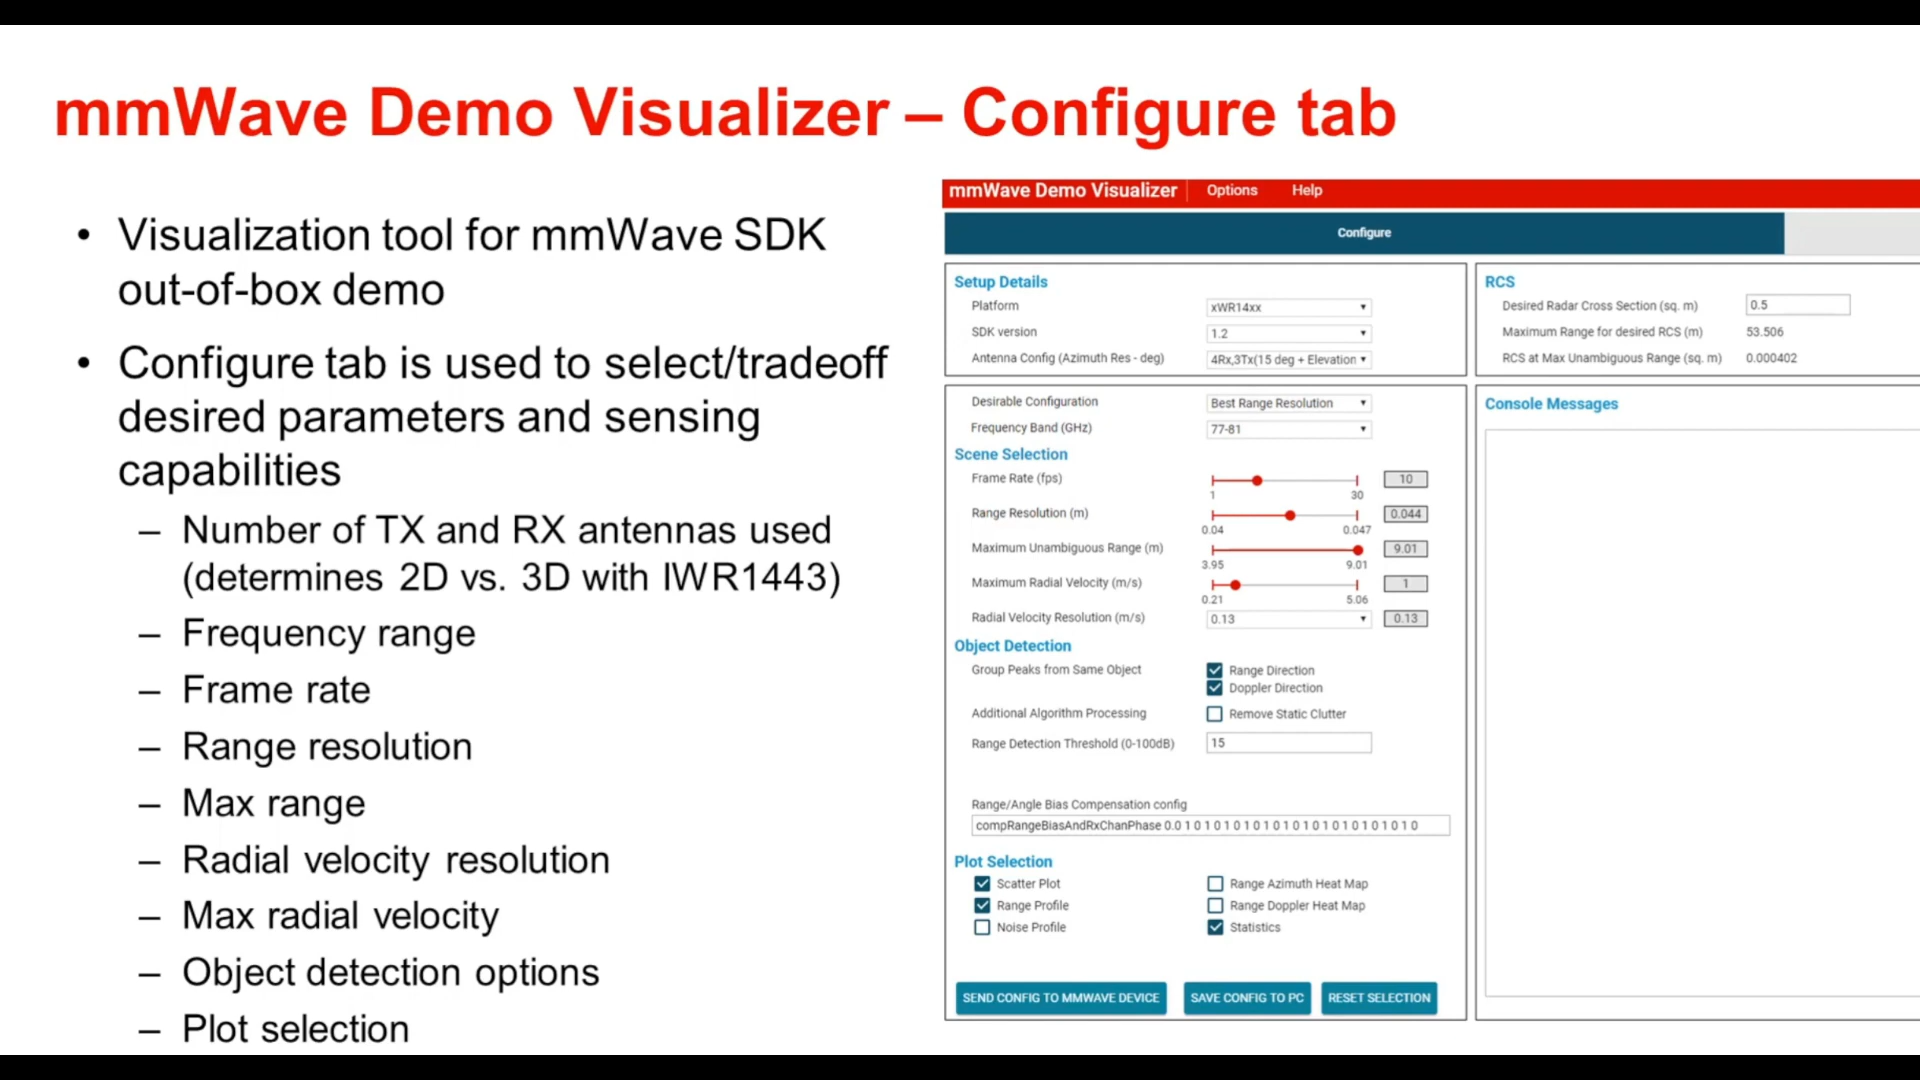 mmWave Demo Visualizer – Configure tab
• Visualization tool for mmWave SDK
out-of-box demo
• Configure tab is used to select/tradeoff
desired parameters and sensing
capabilities
– Number of TX and RX antennas used
(determines 2D vs. 3D with IWR1443)
– Frequency range
– Frame rate
– Range resolution
– Max range
– Radial velocity resolution
– Max radial velocity
– Object detection options
– Plot selection
mmWave Demo Visualizer Options Help
Configure
Setup Details
Platform xWR14xx
SDK version 1.2
Antenna Config (Azimuth Res - deg) 4Rx,3Tx(15 deg + Elevation
RCS
Desired Radar Cross Section (sq. m) 0.5
Maximum Range for desired RCS (m) 53.506
RCS at Max Unambiguous Range (sq. m) 0.000402
Desirable Configuration Best Range Resolution
Frequency Band (GHz) 77-81
Scene Selection
Frame Rate (fps) 10
1 30
Range Resolution (m) 0.044
0.04 0.047
Maximum Unambiguous Range (m) 9.01
3.95 9.01
Maximum Radial Velocity (m/s) 1
0.21 5.06
Radial Velocity Resolution (m/s) 0.13 0.13
Object Detection
Group Peaks from Same Object Range Direction
Doppler Direction
Additional Algorithm Processing Remove Static Clutter
Range Detection Threshold (0-100dB) 15
Range/Angle Bias Compensation config
compRangeBiasAndRxChanPhase 0.0 1 0 1 0 1 0 1 0 1 0 1 0 1 0 1 0 1 0 1 0 1 0 1 0
Plot Selection
Scatter Plot Range Azimuth Heat Map
Range Profile Range Doppler Heat Map
Noise Profile Statistics
SEND CONFIG TO MMWAVE DEVICE SAVE CONFIG TO PC RESET SELECTION
Console Messages